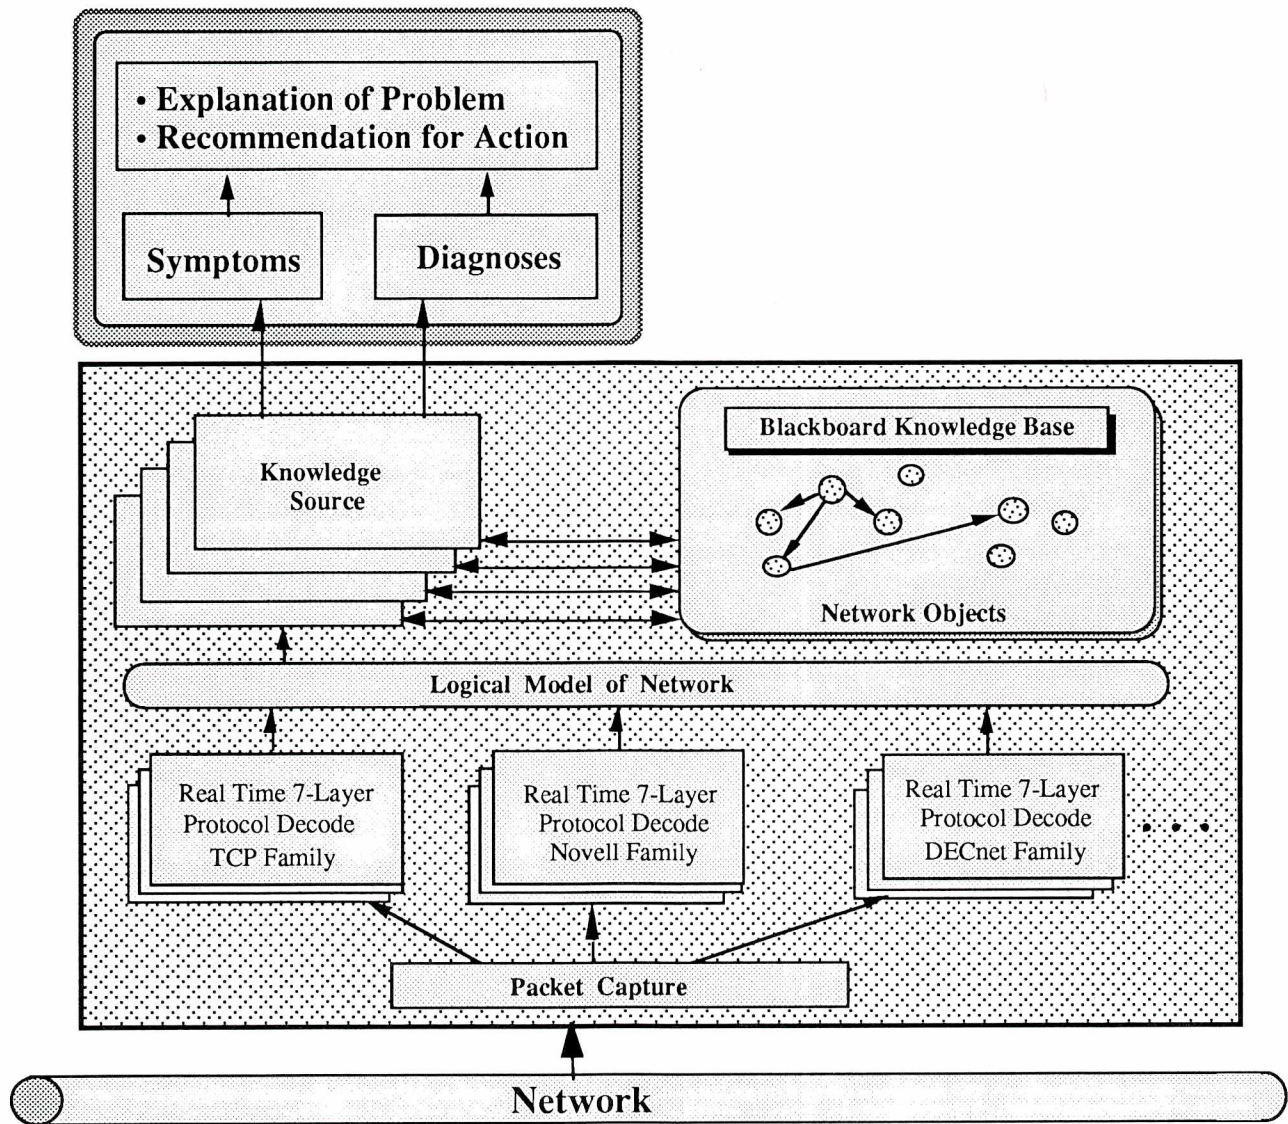 • Explanation of Problem
• Recommendation for Action
Symptoms
Diagnoses
Knowledge
Source
Blackboard Knowledge Base
Network Objects
Logical Model of Network
Real Time 7-Layer
Protocol Decode
TCP Family
Real Time 7-Layer
Protocol Decode
Novell Family
Real Time 7-Layer
Protocol Decode
DECnet Family
• • •
Packet Capture
Network